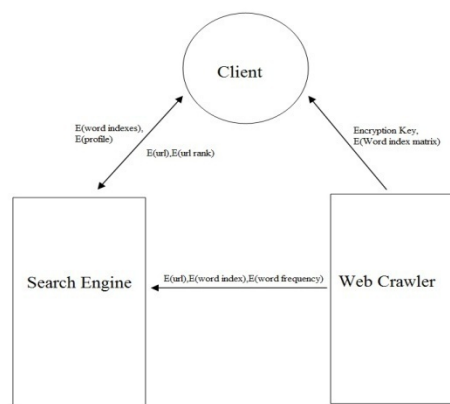 Client
E(word indexes),
E(profile)
E(url),E(url rank)
Encryption Key,
E(Word index matrix)
Search Engine
E(url),E(word index),E(word frequency)
Web Crawler